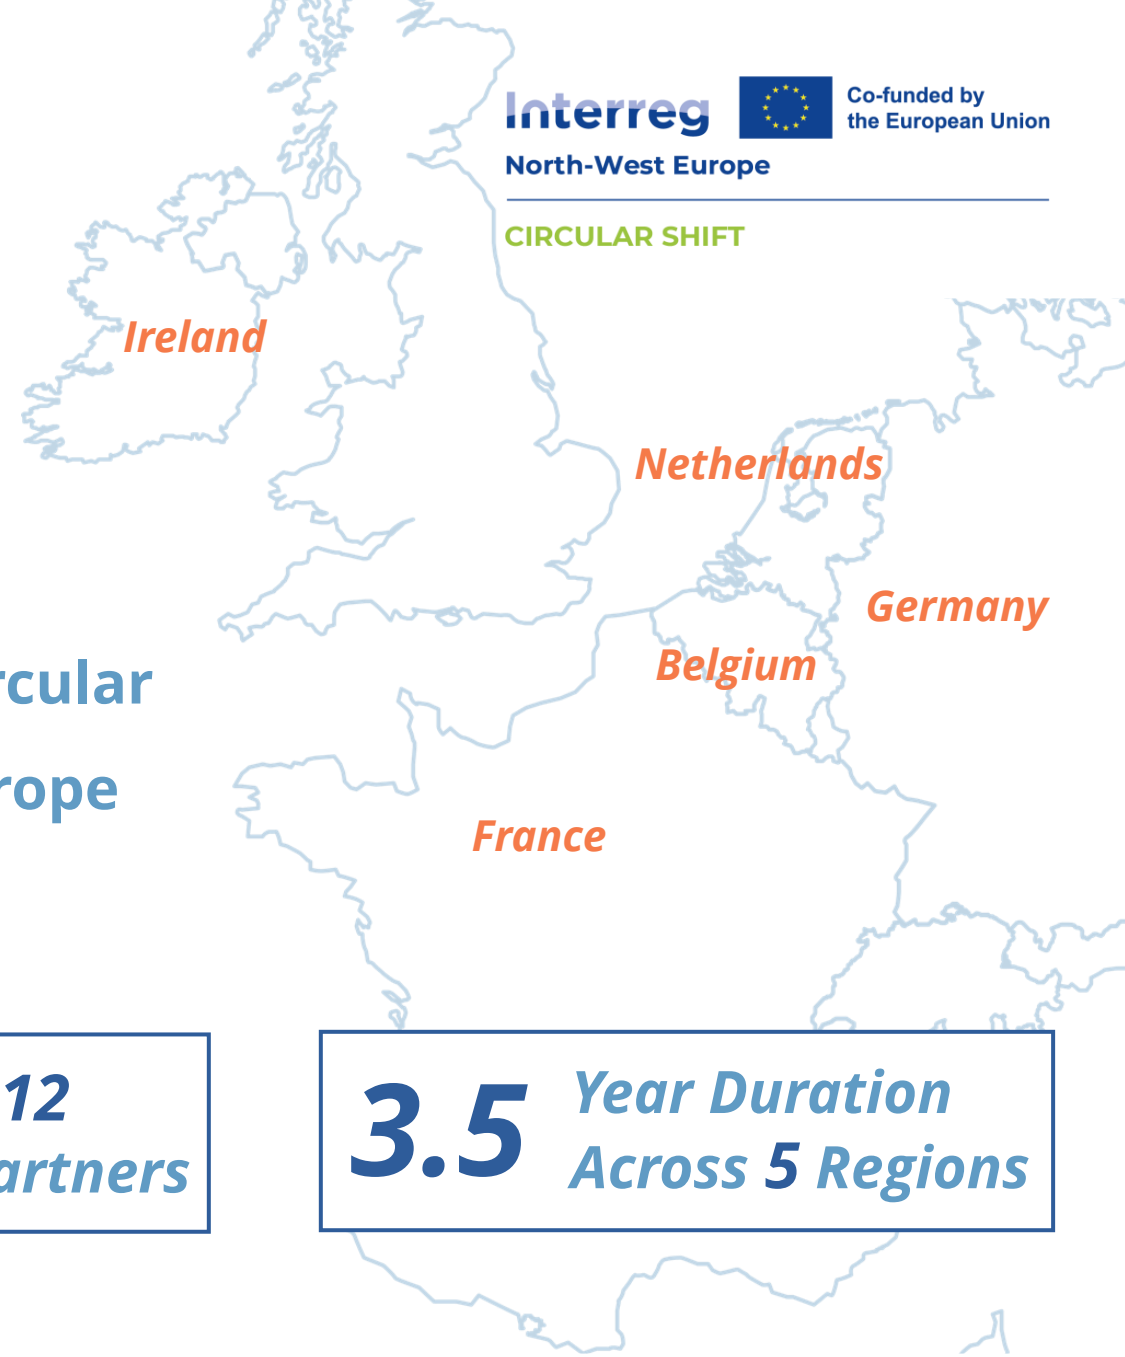 Interreg
Co-funded by
the European Union
North-West Europe
CIRCULAR SHIFT
Ireland
Netherlands
Germany
Belgium
rcular
rope
France
12
artners
3.5
Year Duration
Across 5 Regions